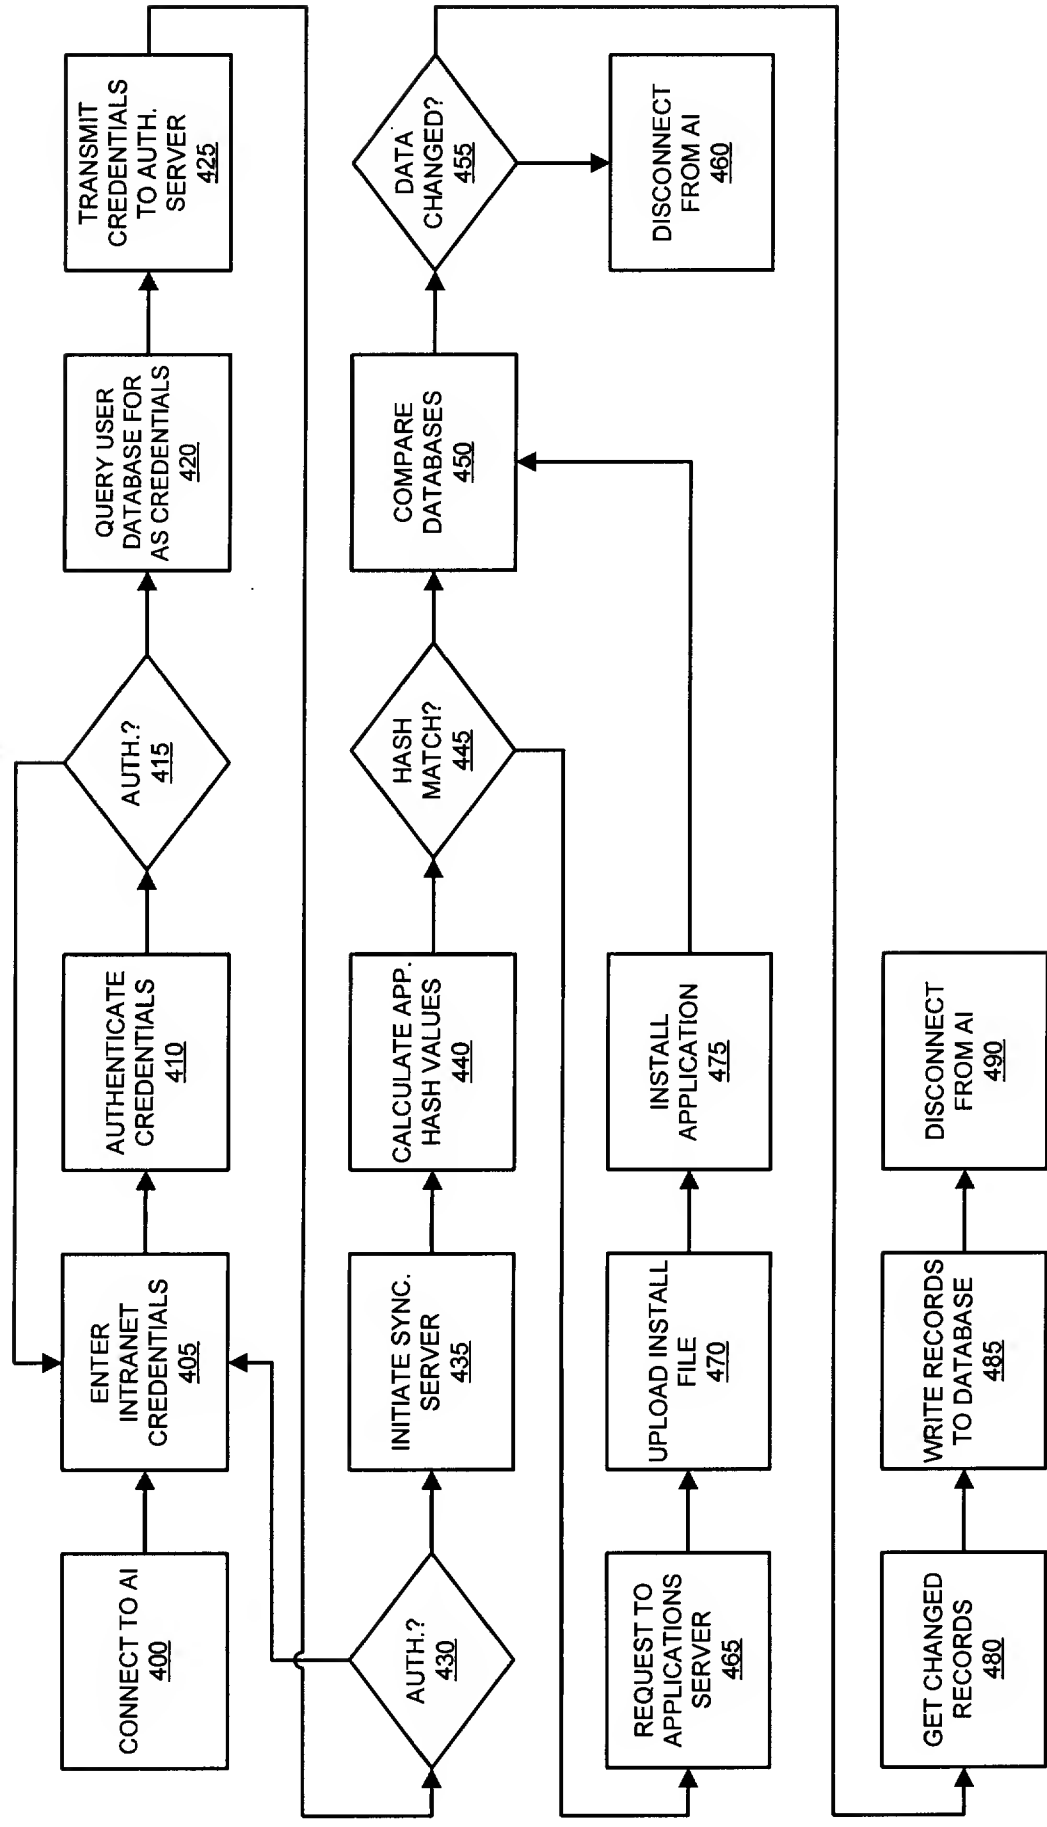 CONNECT TO AI
400
ENTER
INTRANET
CREDENTIALS
405
AUTHENTICATE
CREDENTIALS
410
AUTH.?
415
QUERY USER
DATABASE FOR
AS CREDENTIALS
420
TRANSMIT
CREDENTIALS
TO AUTH.
SERVER
425
AUTH.?
430
INITIATE SYNC.
SERVER
435
CALCULATE APP.
HASH VALUES
440
HASH
MATCH?
445
COMPARE
DATABASES
450
DATA
CHANGED?
455
DISCONNECT
FROM AI
460
REQUEST TO
APPLICATIONS
SERVER
465
UPLOAD INSTALL
FILE
470
INSTALL
APPLICATION
475
GET CHANGED
RECORDS
480
WRITE RECORDS
TO DATABASE
485
DISCONNECT
FROM AI
490